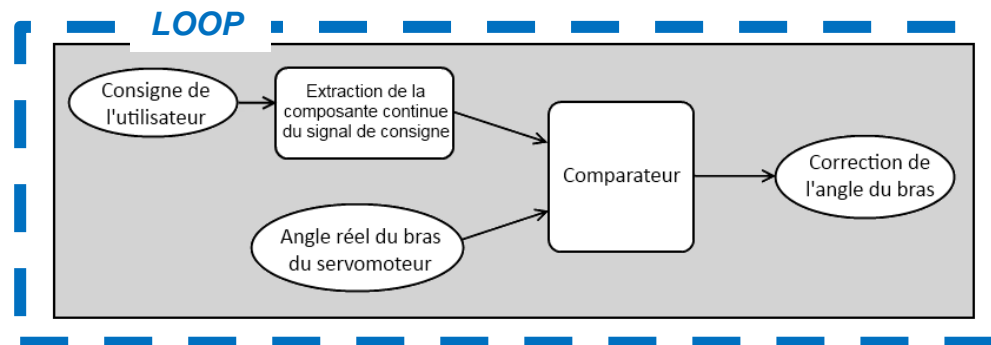 LOOP
Consigne de
l'utilisateur
Extraction de la
composante continue
du signal de consigne
Angle réel du bras
du servomoteur
Comparateur
Correction de
l'angle du bras